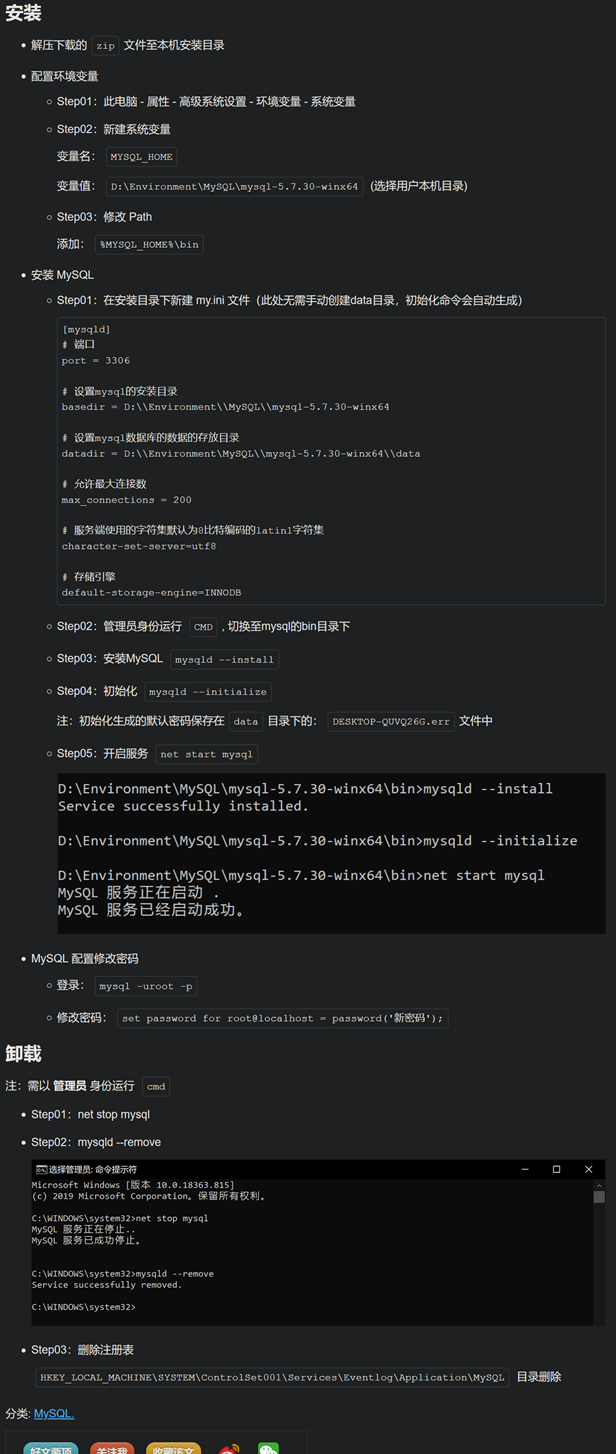 安装
解压下载的 zip 文件至本机安装目录
配置环境变量
Step01：此电脑 - 属性 - 高级系统设置 - 环境变量 - 系统变量
Step02：新建系统变量
变量名： MYSQL_HOME
变量值： D:\Environment\MySQL\mysql-5.7.30-winx64 (选择用户本机目录)
Step03：修改 Path
添加： %MYSQL_HOME%\bin
安装 MySQL
Step01：在安装目录下新建 my.ini 文件（此处无需手动创建data目录，初始化命令会自动生成）
[mysqld]
# 端口
port = 3306
# 设置mysql的安装目录
basedir = D:\\Environment\\MySQL\\mysql-5.7.30-winx64
# 设置mysql数据库的数据的存放目录
datadir = D:\\Environment\MySQL\\mysql-5.7.30-winx64\\data
# 允许最大连接数
max_connections = 200
# 服务端使用的字符集默认为8比特编码的latin1字符集
character-set-server=utf8
# 存储引擎
default-storage-engine=INNODB
Step02：管理员身份运行 CMD , 切换至mysql的bin目录下
Step03：安装MySQL mysqld --install
Step04：初始化 mysqld --initialize
注：初始化生成的默认密码保存在 data 目录下的： DESKTOP-QUVQ26G.err 文件中
Step05：开启服务 net start mysql
D:\Environment\MySQL\mysql-5.7.30-winx64\bin>mysqld --install
Service successfully installed.
D:\Environment\MySQL\mysql-5.7.30-winx64\bin>mysqld --initialize
D:\Environment\MySQL\mysql-5.7.30-winx64\bin>net start mysql
MySQL 服务正在启动 .
MySQL 服务已经启动成功。
MySQL 配置修改密码
登录： mysql -uroot -p
修改密码： set password for root@localhost = password('新密码');
卸载
注：需以 管理员 身份运行 cmd
Step01：net stop mysql
Step02：mysqld --remove
选择管理员: 命令提示符
Microsoft Windows [版本 10.0.18363.815]
(c) 2019 Microsoft Corporation。保留所有权利。
C:\WINDOWS\system32>net stop mysql
MySQL 服务正在停止..
MySQL 服务已成功停止。
C:\WINDOWS\system32>mysqld --remove
Service successfully removed.
C:\WINDOWS\system32>
Step03：删除注册表
HKEY_LOCAL_MACHINE\SYSTEM\ControlSet001\Services\Eventlog\Application\MySQL 目录删除
分类: MySQL.
好文要顶 关注我 收藏该文